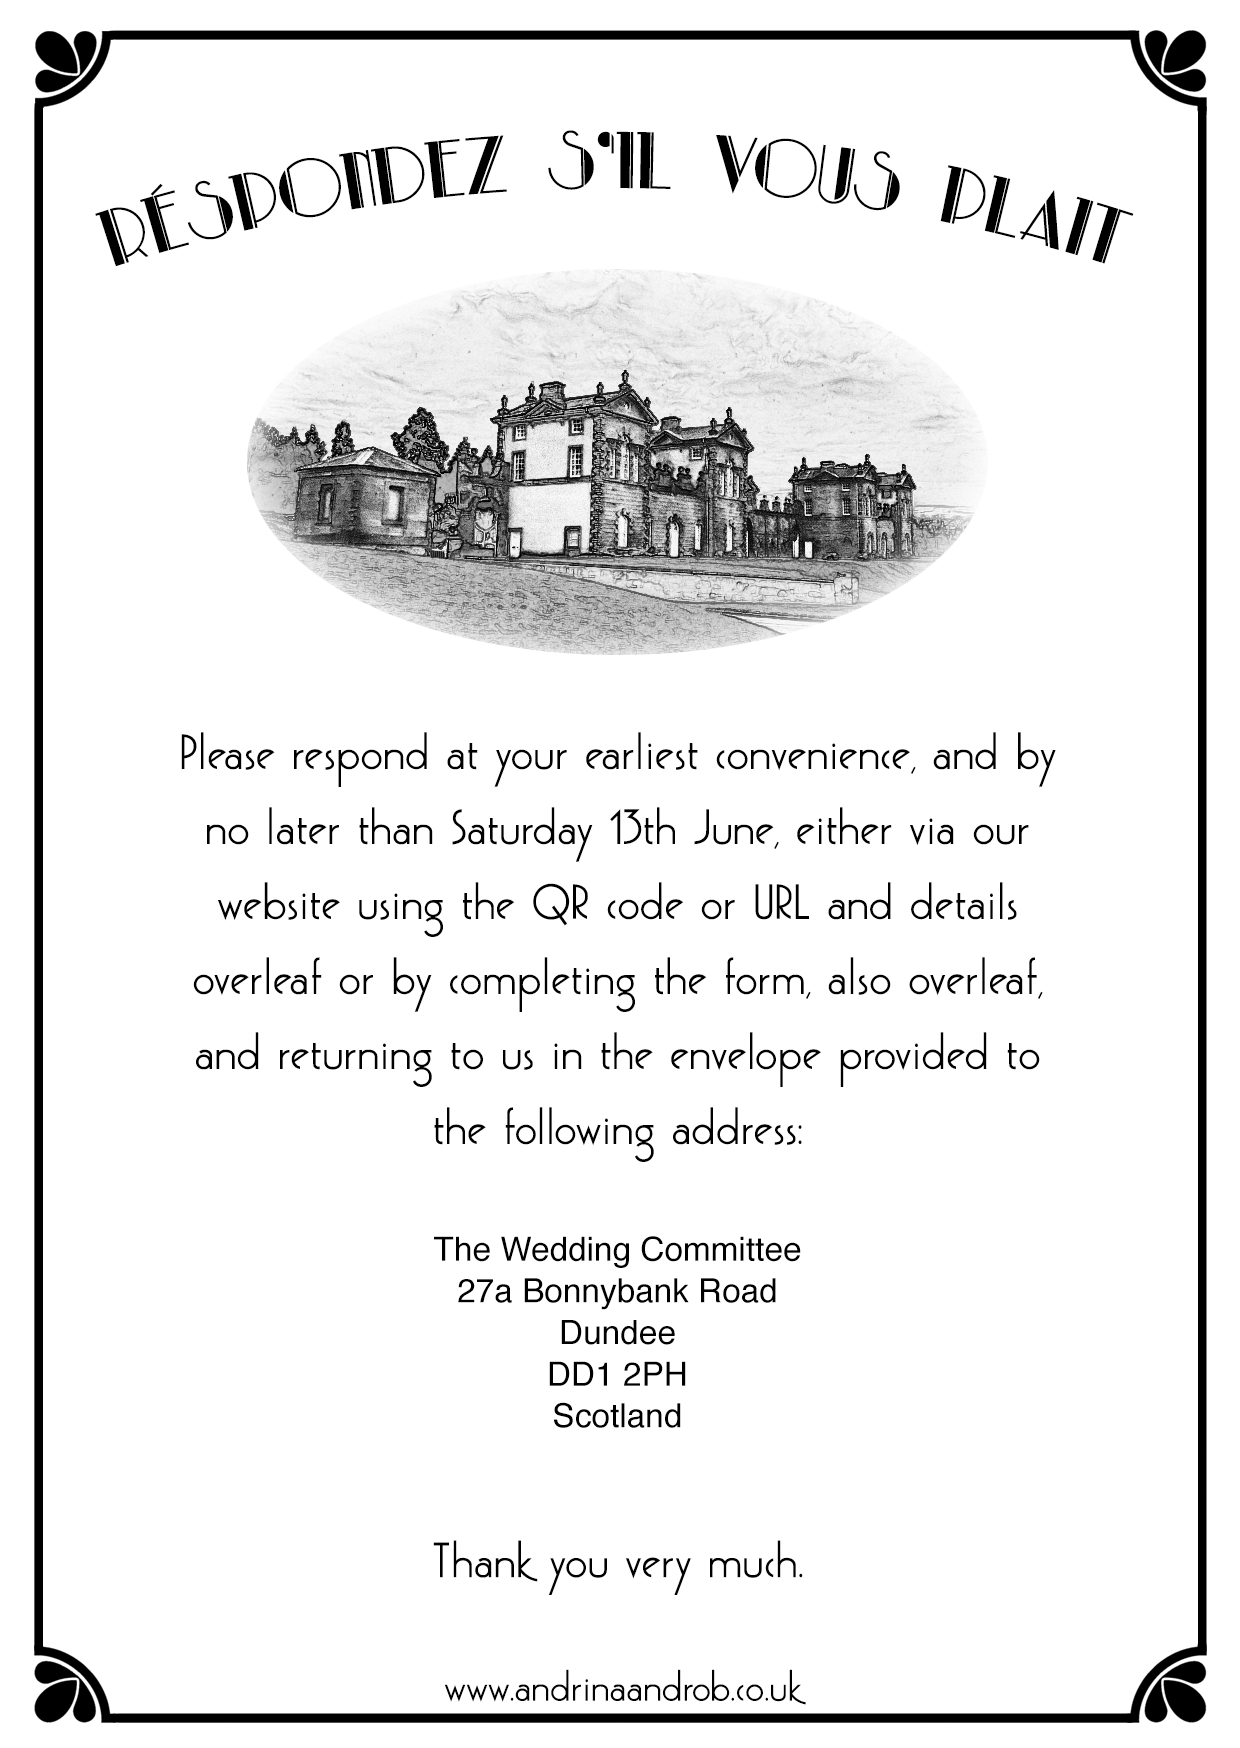 RÉSPONDEZ S'IL VOUS PLAIT
Please respond at your earliest convenience, and by
no later than Saturday 13th June, either via our
website using the QR code or URL and details
overleaf or by completing the form, also overleaf,
and returning to us in the envelope provided to
the following address:
The Wedding Committee
27a Bonnybank Road
Dundee
DD1 2PH
Scotland
Thank you very much.
www.andrinaandrob.co.uk